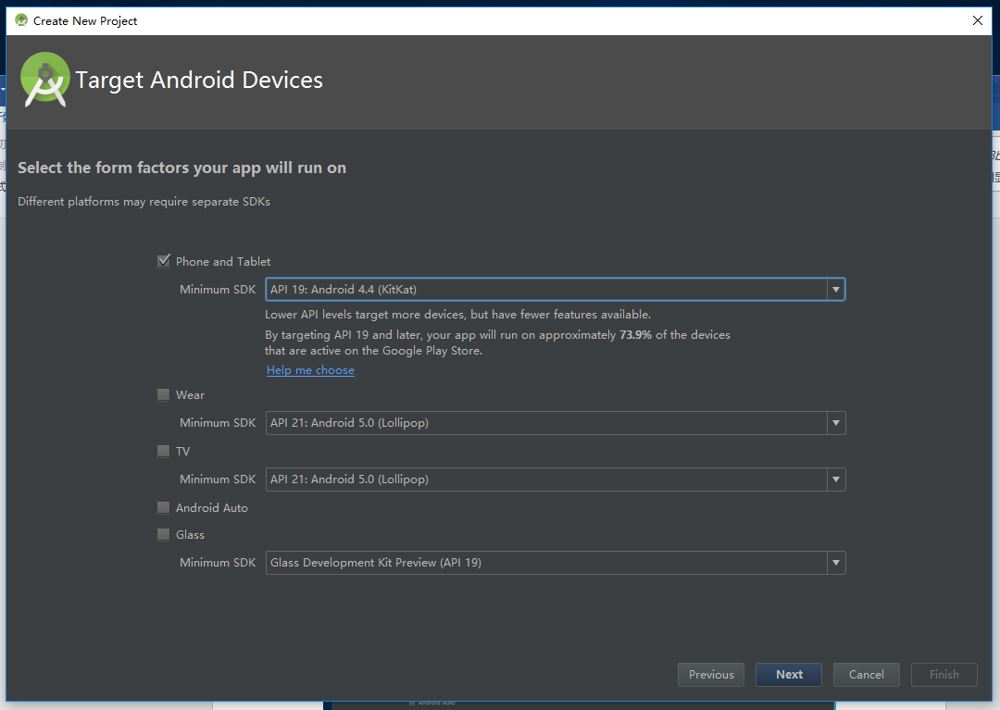 Create New Project
Target Android Devices
Select the form factors your app will run on
Different platforms may require separate SDKs
Phone and Tablet
Minimum SDK API 19: Android 4.4 (KitKat)
Lower API levels target more devices, but have fewer features available.
By targeting API 19 and later, your app will run on approximately 73.9% of the devices
that are active on the Google Play Store.
Help me choose
Wear
Minimum SDK API 21: Android 5.0 (Lollipop)
TV
Minimum SDK API 21: Android 5.0 (Lollipop)
Android Auto
Glass
Minimum SDK Glass Development Kit Preview (API 19)
Previous Next Cancel Finish
Android Auto